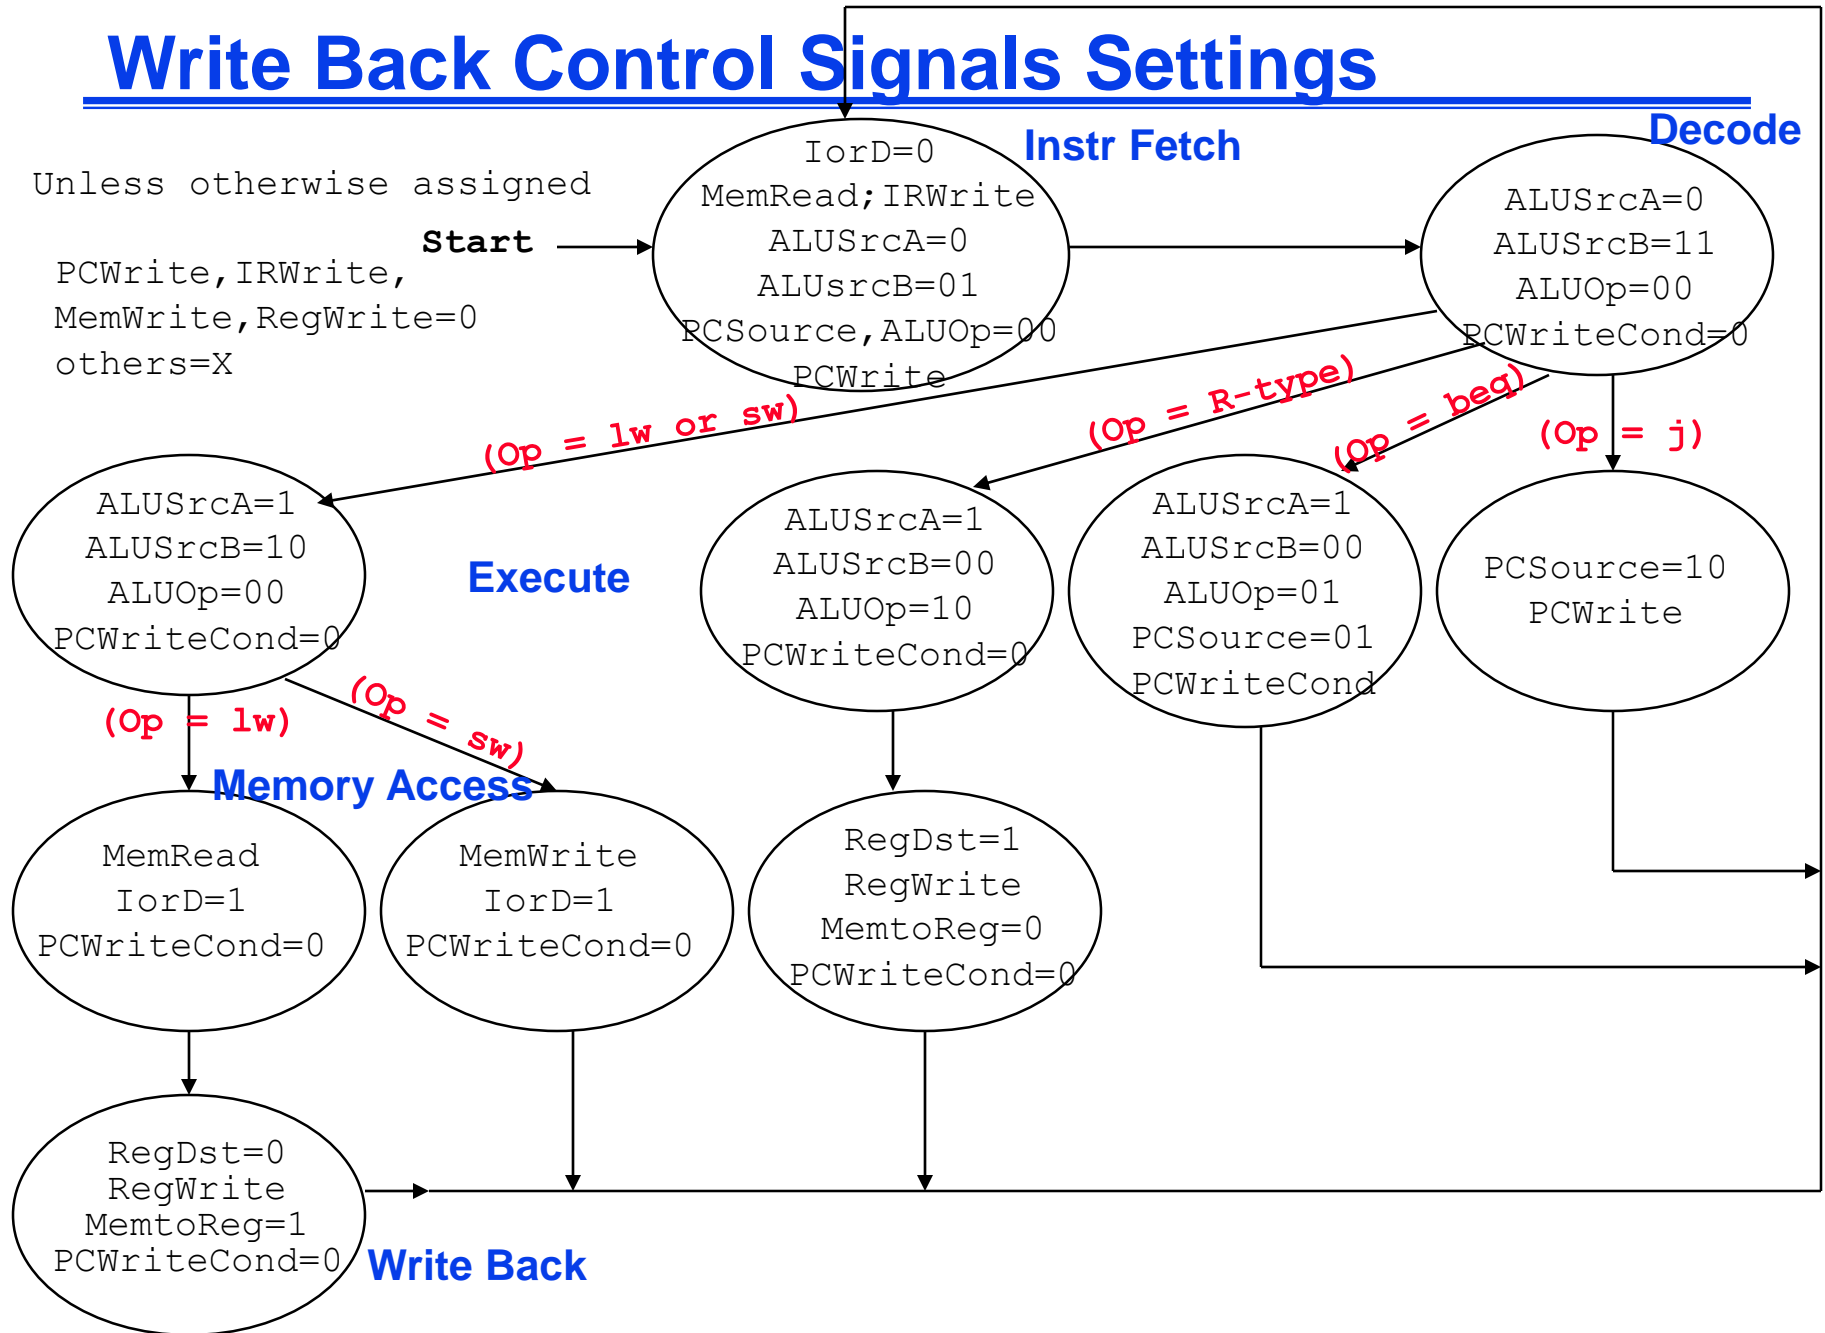 Write Back Control Signals Settings
Unless otherwise assigned
PCWrite,IRWrite,
MemWrite,RegWrite=0
others=X
Start
Instr Fetch
IorD=0
MemRead;IRWrite
ALUSrcA=0
ALUsrcB=01
PCSource,ALUOp=00
PCWrite
Decode
ALUSrcA=0
ALUSrcB=11
ALUOp=00
PCWriteCond=0
(Op = lw or sw)
(Op = R-type)
(Op = beq)
(Op = j)
Execute
ALUSrcA=1
ALUSrcB=10
ALUOp=00
PCWriteCond=0
ALUSrcA=1
ALUSrcB=00
ALUOp=10
PCWriteCond=0
ALUSrcA=1
ALUSrcB=00
ALUOp=01
PCSource=01
PCWriteCond
PCSource=10
PCWrite
(Op = lw)
(Op = sw)
Memory Access
MemRead
IorD=1
PCWriteCond=0
MemWrite
IorD=1
PCWriteCond=0
RegDst=1
RegWrite
MemtoReg=0
PCWriteCond=0
RegDst=0
RegWrite
MemtoReg=1
PCWriteCond=0
Write Back